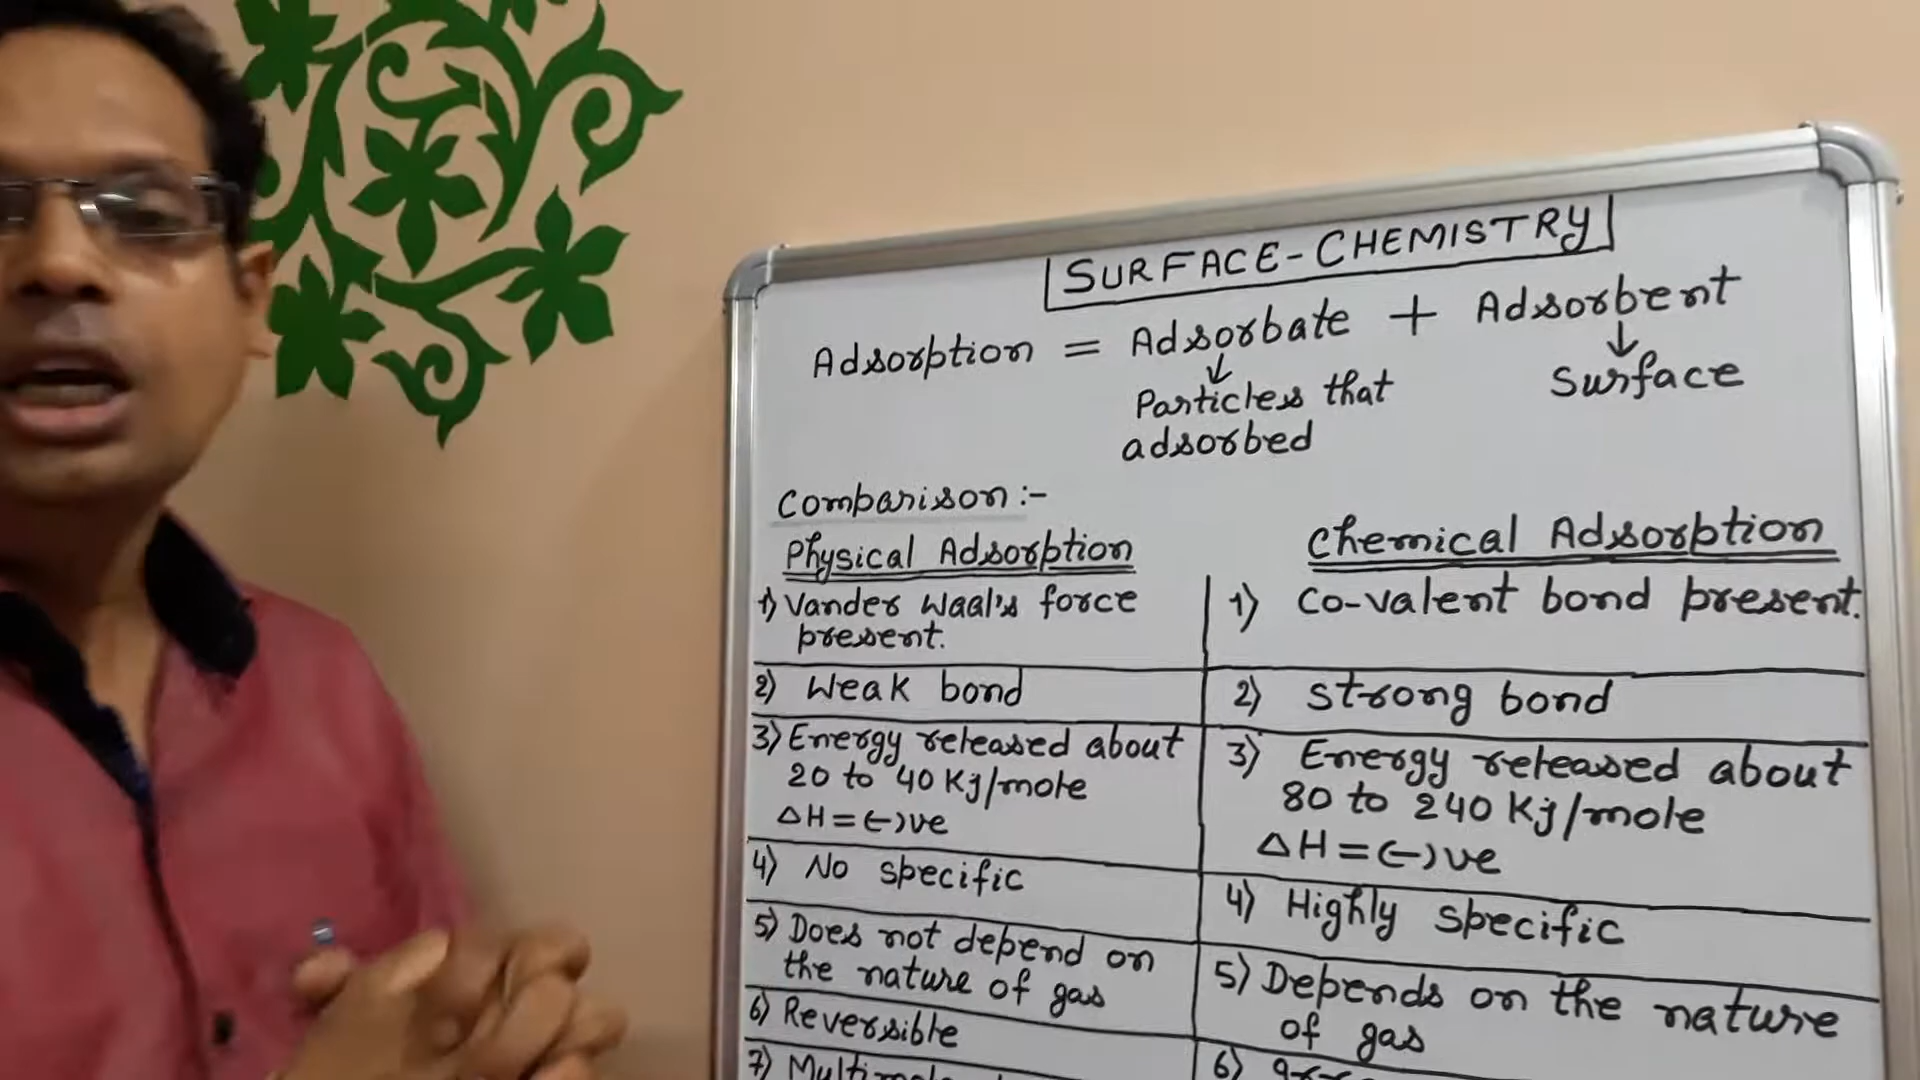 SURFACE-CHEMISTRY
Adsorption = Adsorbate + Adsorbent
↓ ↓
Particles that Surface
adsorbed
Comparison :-
Physical Adsorption
1) Vander Waal's force
present.
2) Weak bond
3) Energy released about
20 to 40 Kj/mole
ΔH = (-)ve
4) No specific
5) Does not depend on
the nature of gas
6) Reversible
7)
Chemical Adsorption
1) Co-valent bond present.
2) Strong bond
3) Energy released about
80 to 240 Kj/mole
ΔH = (-)ve
4) Highly specific
5) Depends on the nature
of gas
6)